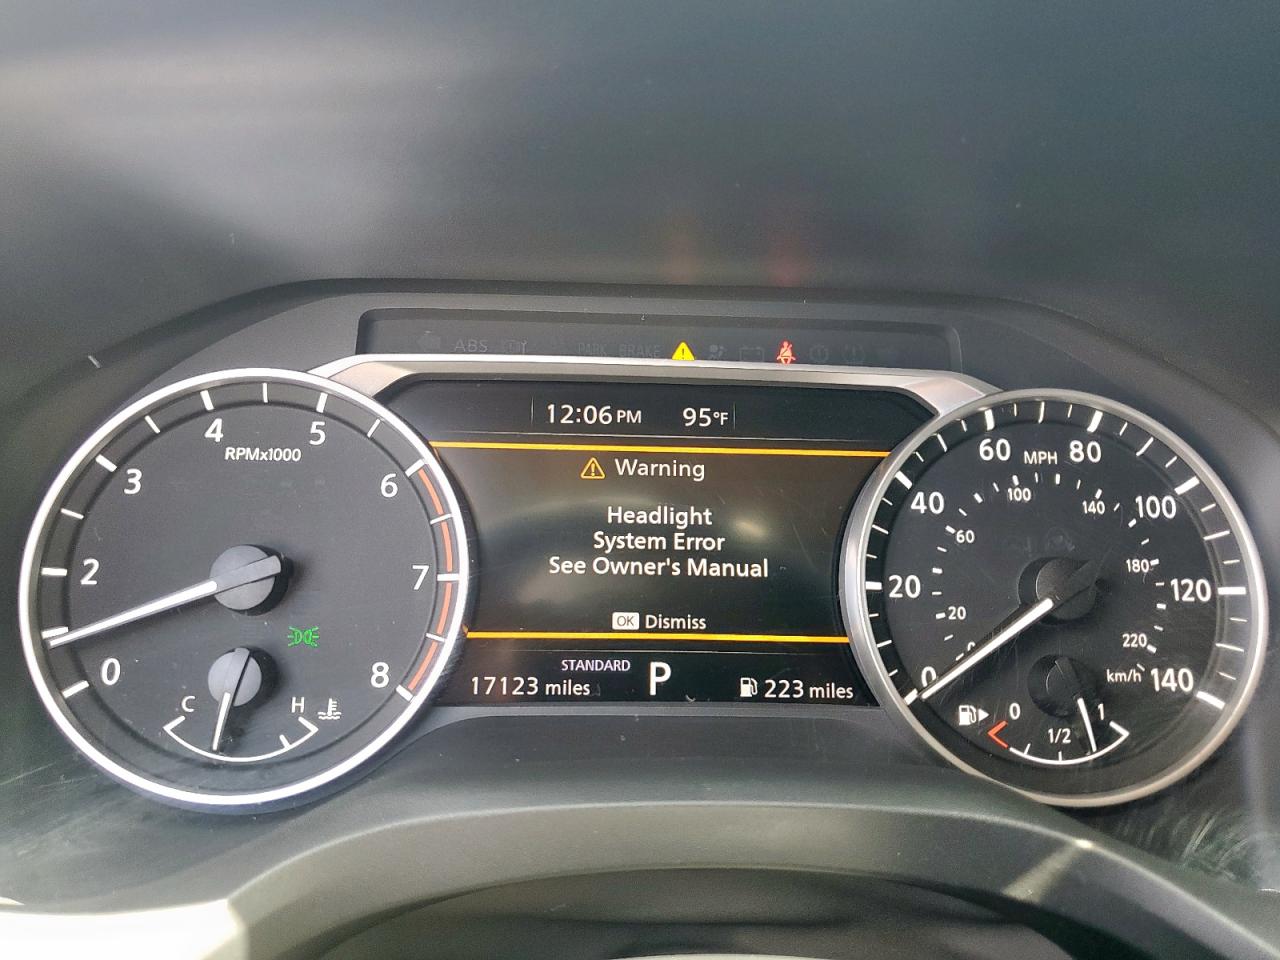 ABS
PARK BRAKE
12:06 PM 95°F
Warning
Headlight
System Error
See Owner's Manual
OK Dismiss
STANDARD
P
17123 miles
223 miles
0
2
3
4
5
6
7
8
RPMx1000
C H
0
20
40
60
80
100
120
140
MPH
0
20
60
100
140
180
220
km/h
0 1/2 1